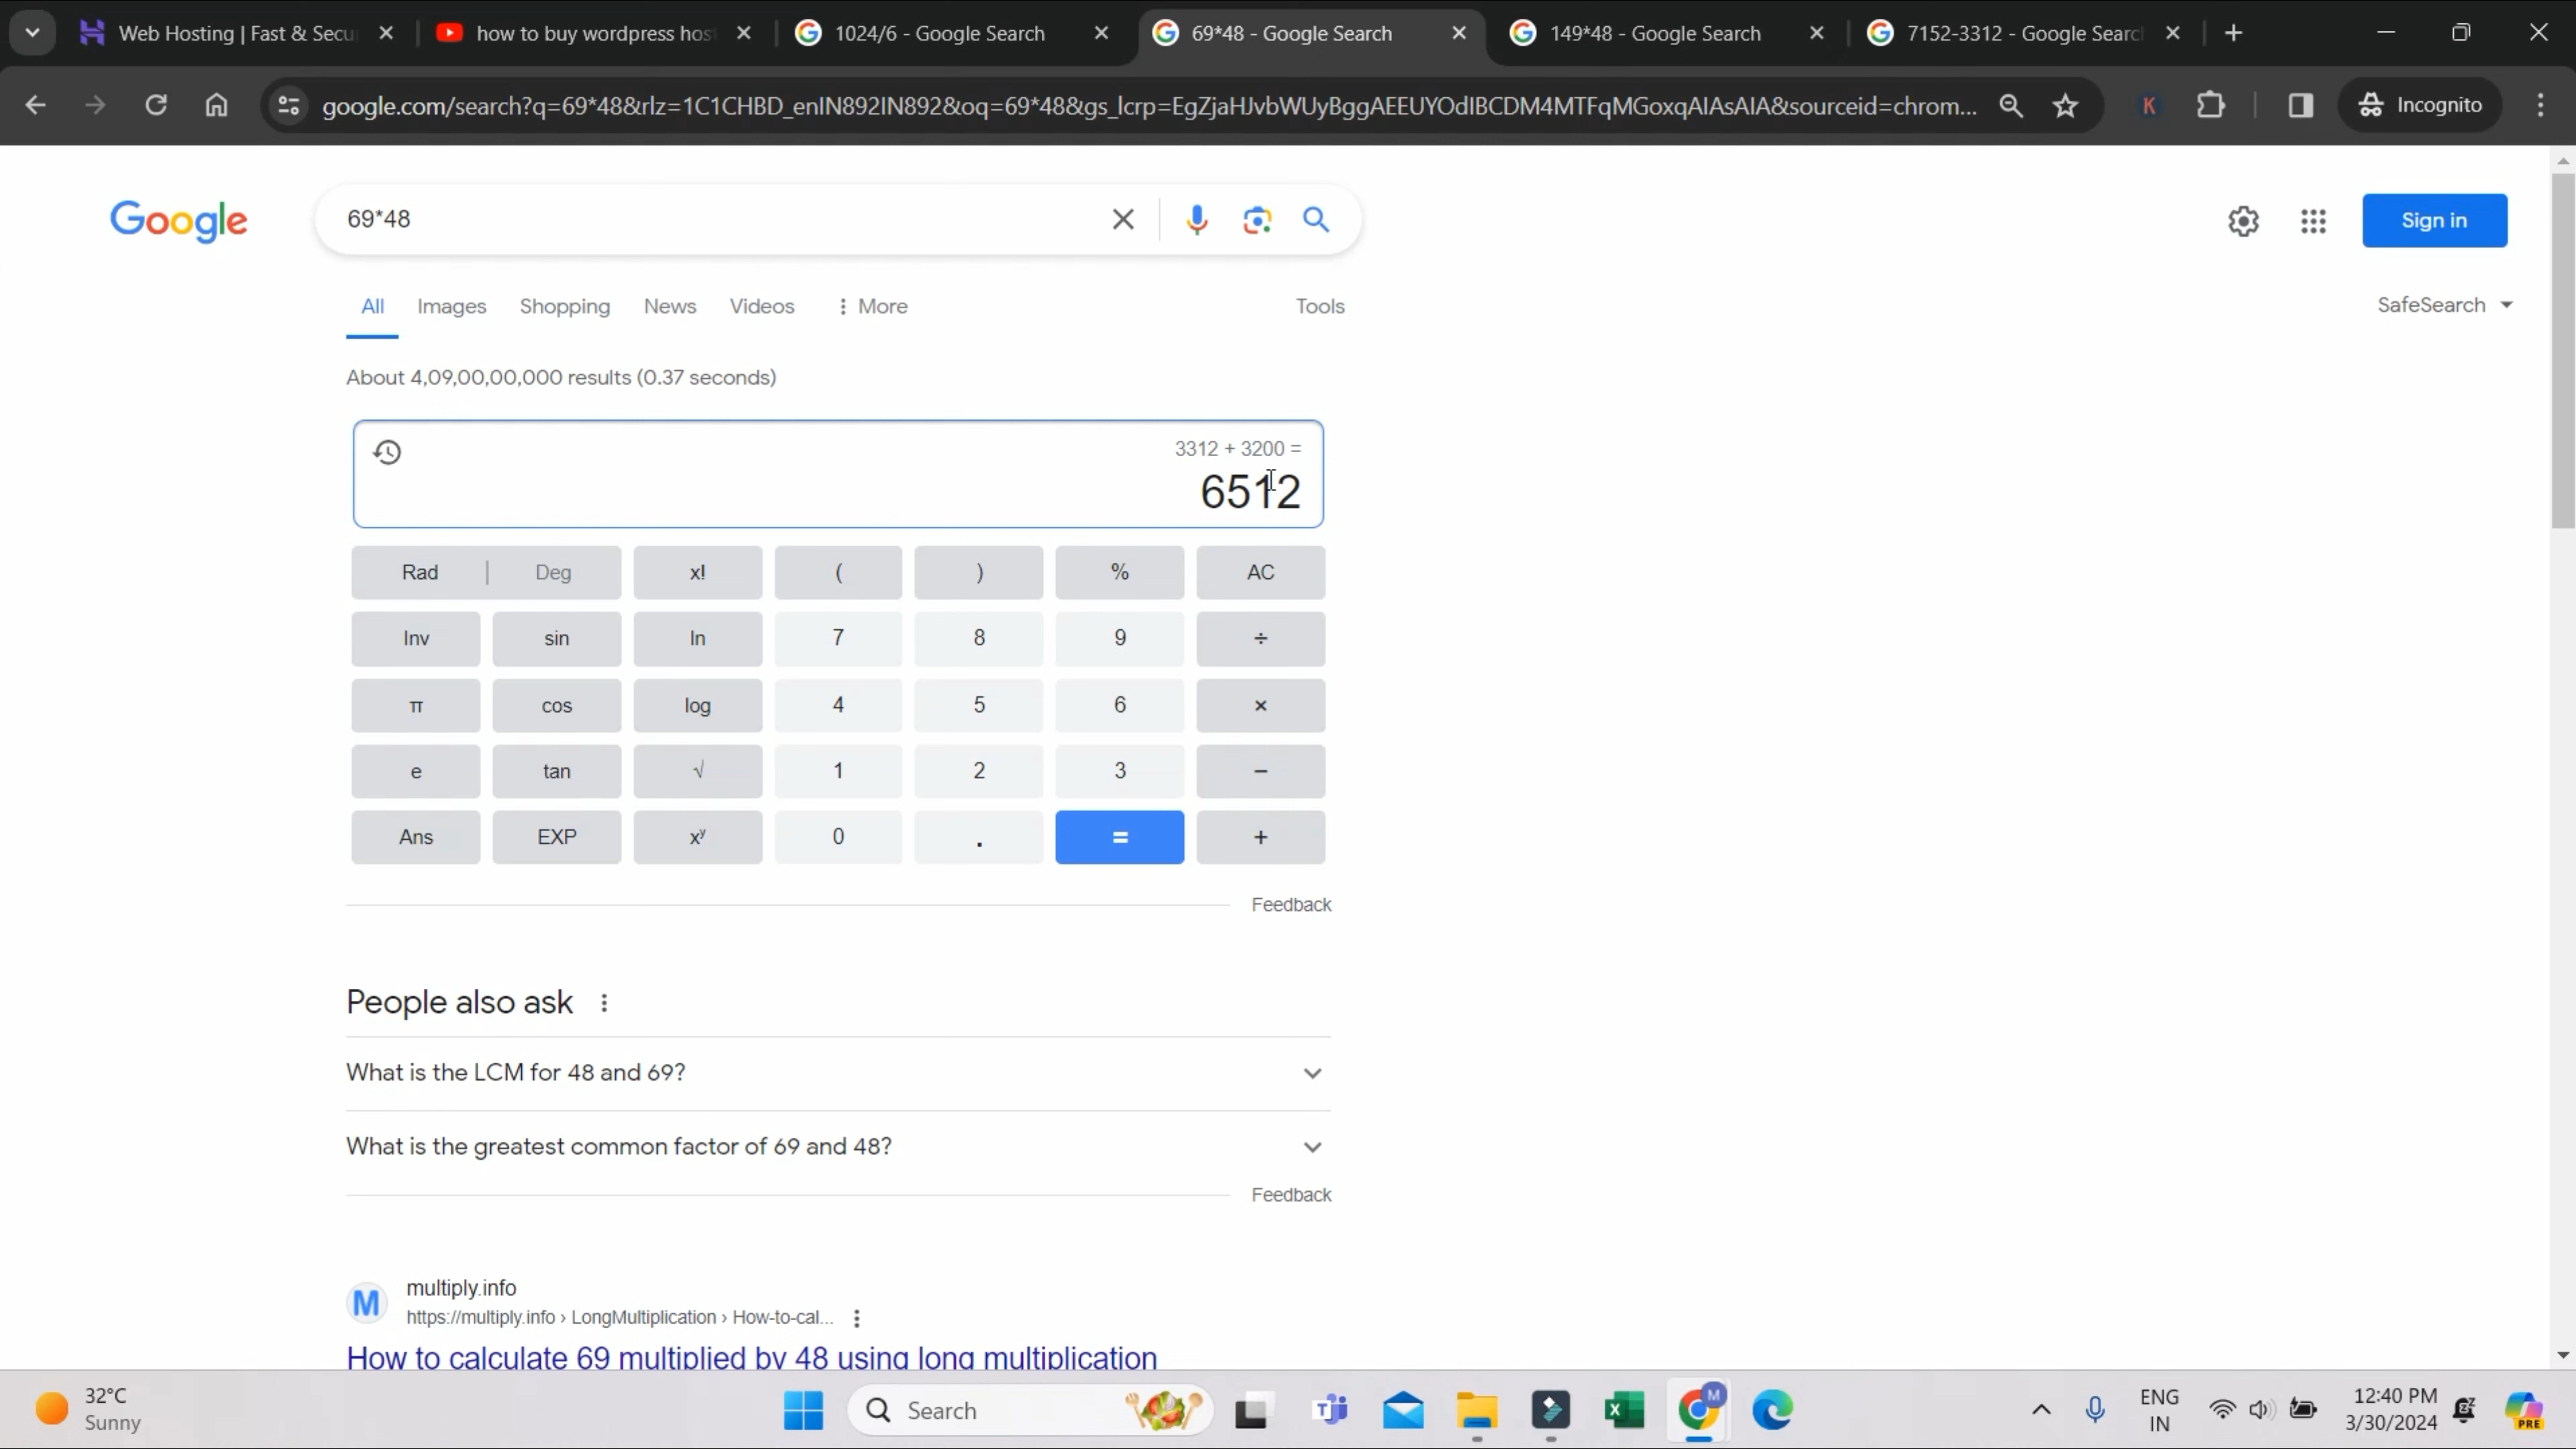 Web Hosting | Fast & Secu
how to buy wordpress hos
1024/6 - Google Search
69*48 - Google Search
149*48 - Google Search
7152-3312 - Google Searc
google.com/search?q=69*48&rlz=1C1CHBD_enIN892IN892&oq=69*48&gs_lcrp=EgZjaHJvbWUyBggAEEUYOdIBCDM4MTFqMGoxqAIAsAIA&sourceid=chrom...
K
Incognito
Google
69*48
Sign in
All Images Shopping News Videos More Tools
SafeSearch
About 4,09,00,00,000 results (0.37 seconds)
3312 + 3200 =
6512
Rad | Deg x! ( ) % AC
Inv sin ln 7 8 9 ÷
π cos log 4 5 6 ×
e tan √ 1 2 3 −
Ans EXP xʸ 0 . = +
Feedback
People also ask
What is the LCM for 48 and 69?
What is the greatest common factor of 69 and 48?
Feedback
M
multiply.info
https://multiply.info › LongMultiplication › How-to-cal...
How to calculate 69 multiplied by 48 using long multiplication
32°C
Sunny
Search
M
ENG
IN
12:40 PM
3/30/2024
PRE